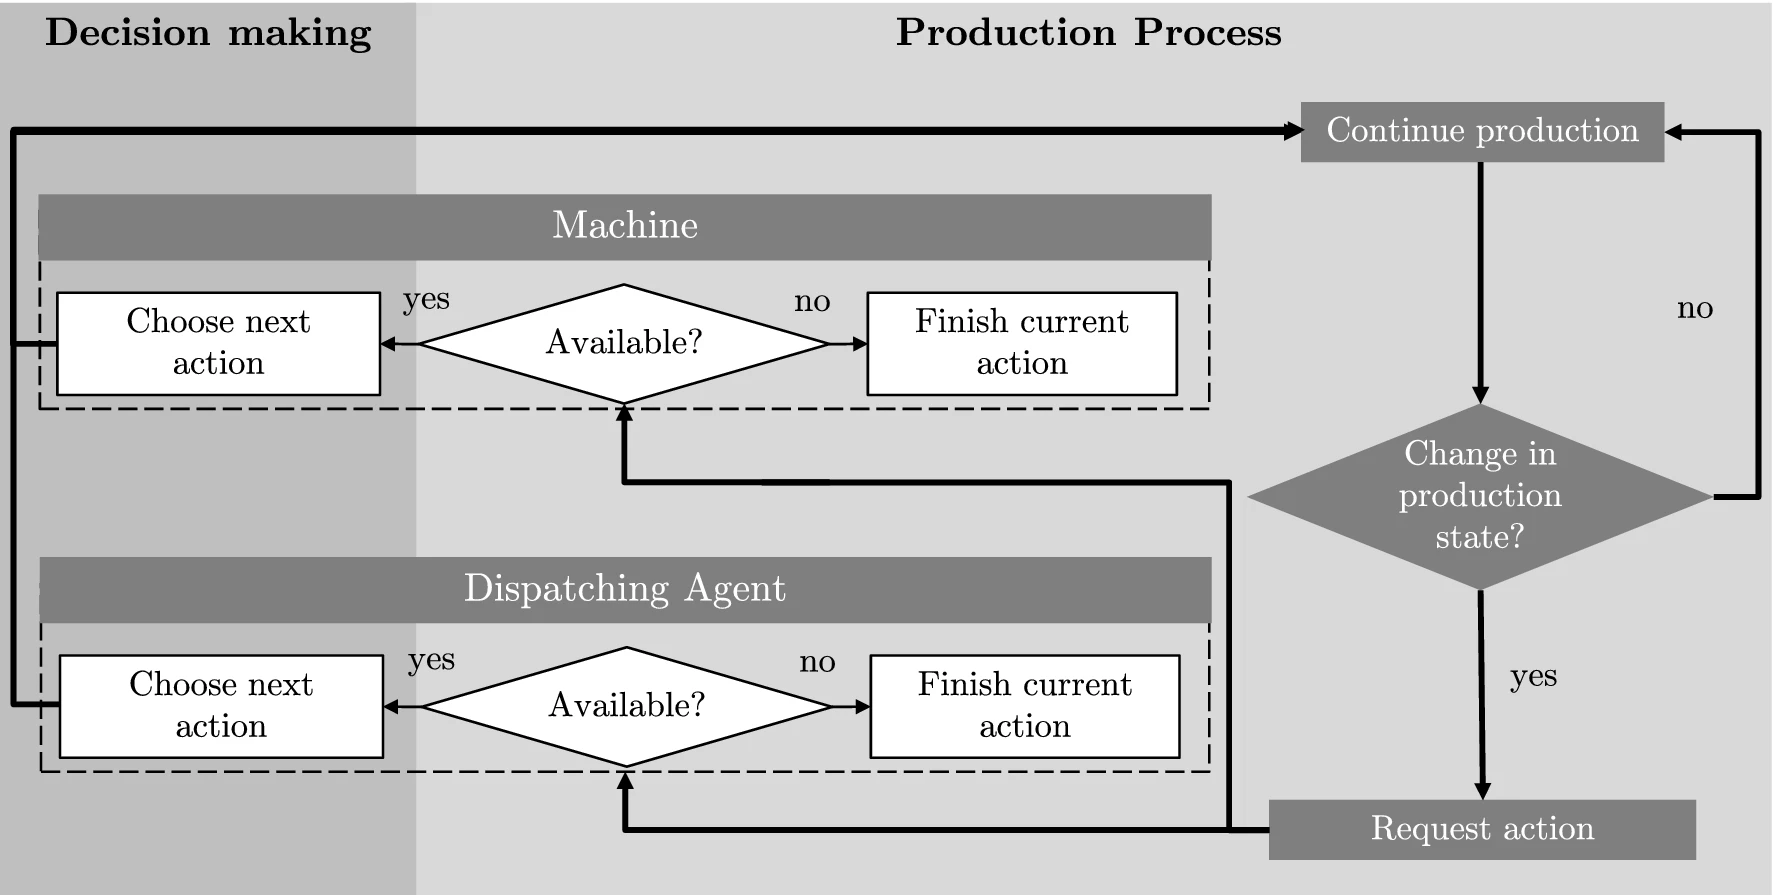 Decision making
Production Process
Continue production
Machine
Choose next
action
yes
Available?
no
Finish current
action
no
Change in
production
state?
Dispatching Agent
Choose next
action
yes
Available?
no
Finish current
action
yes
Request action